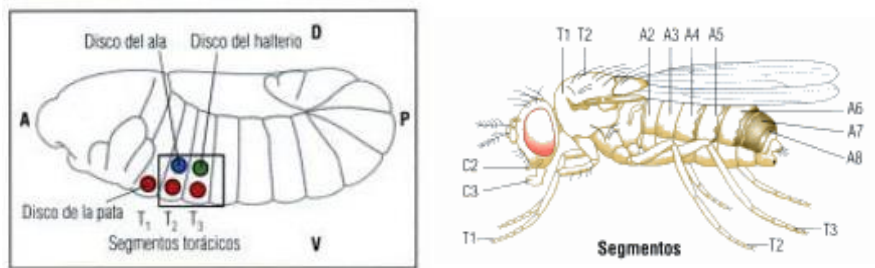 Disco del ala
Disco del halterio
D
A
P
Disco de la pata
T1 T2 T3
Segmentos torácicos
V
T1 T2 A2 A3 A4 A5
A6
A7
A8
C2
C3
T1
T3
T2
Segmentos